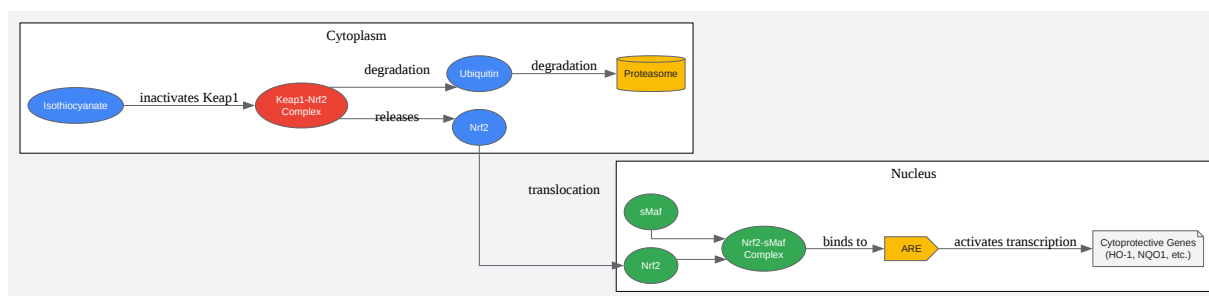 Cytoplasm
Isothiocyanate
inactivates Keap1
Keap1-Nrf2
Complex
degradation
Ubiquitin
degradation
Proteasome
releases
Nrf2
translocation
Nucleus
sMaf
Nrf2
Nrf2-sMaf
Complex
binds to
ARE
activates transcription
Cytoprotective Genes
(HO-1, NQO1, etc.)